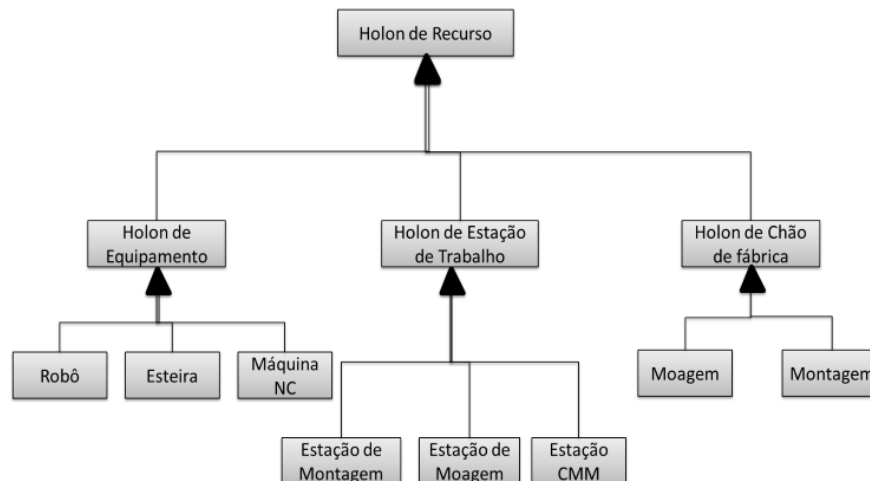 Holon de Recurso
Holon de
Equipamento
Holon de Estação
de Trabalho
Holon de Chão
de fábrica
Robô
Esteira
Máquina
NC
Moagem
Montagem
Estação de
Montagem
Estação de
Moagem
Estação
CMM